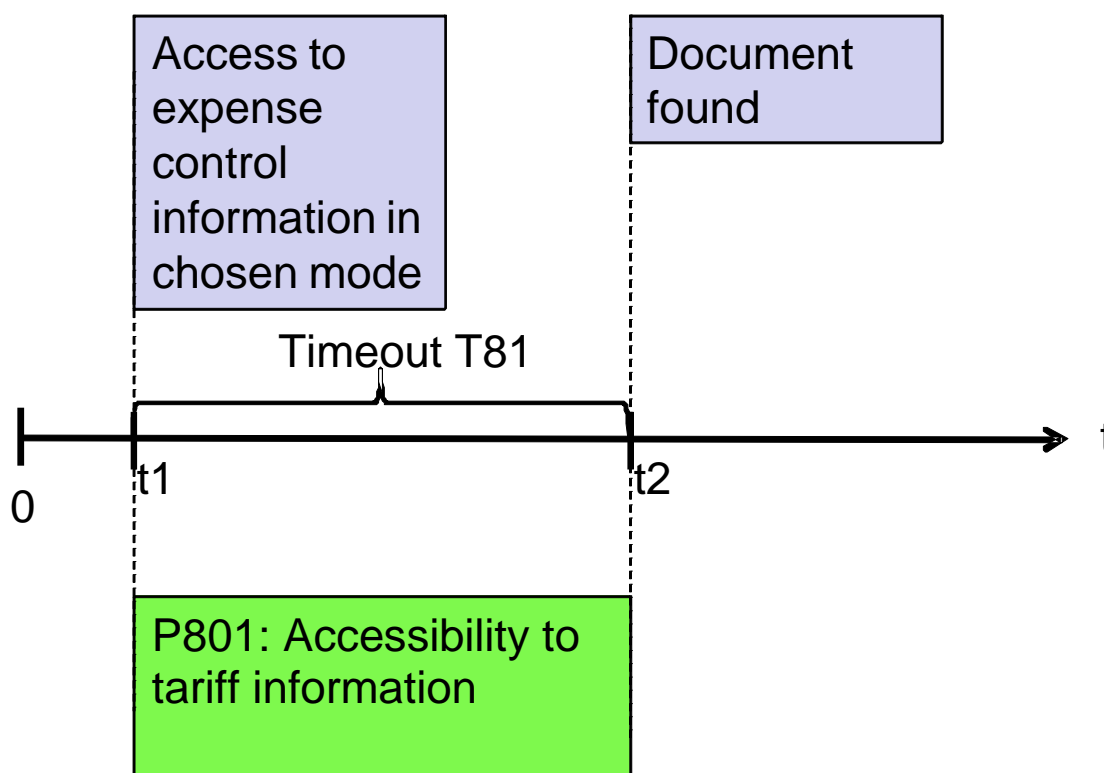 Access to
expense
control
information in
chosen mode
Document
found
Timeout T81
t
0
t1
t2
P801: Accessibility to
tariff information